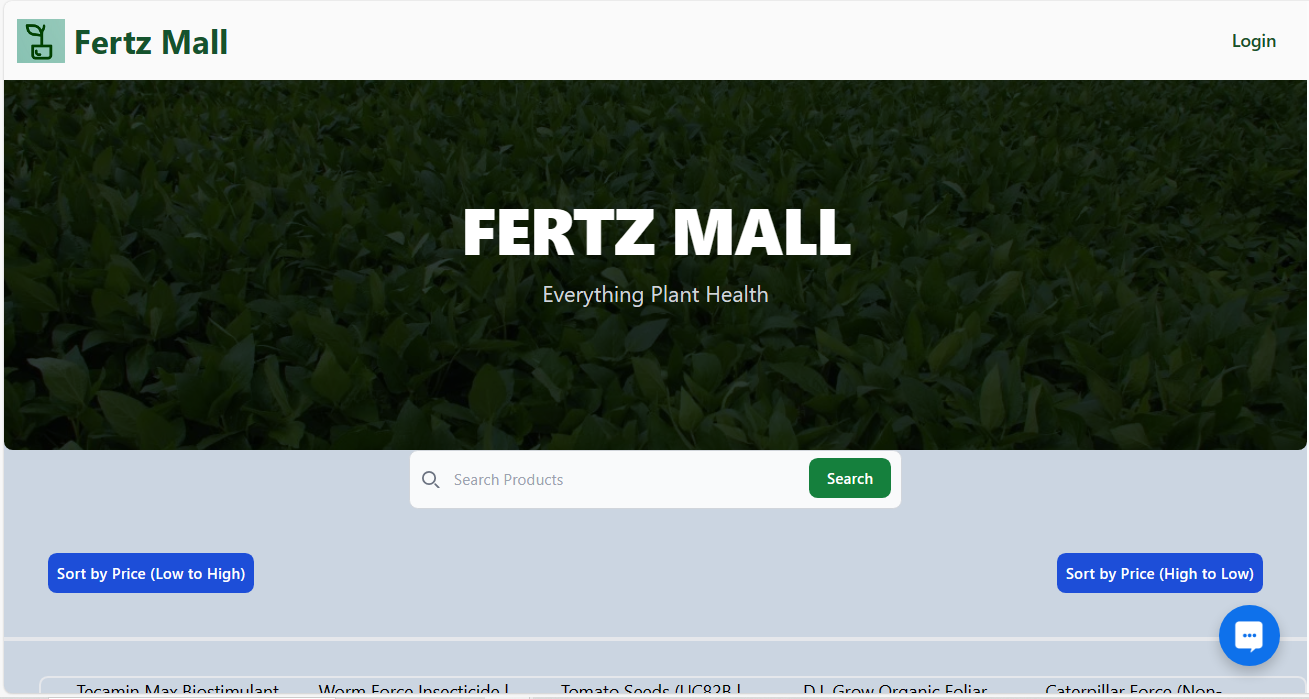 Fertz Mall
Login
FERTZ MALL
Everything Plant Health
Search Products
Search
Sort by Price (Low to High)
Sort by Price (High to Low)
Tecamin Max Biostimulant
Worm Force Insecticide |
Tomato Seeds (UC82B |
D.I. Grow Organic Foliar
Caterpillar Force (Non-